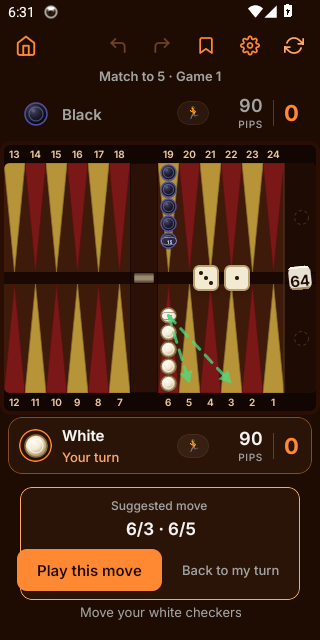 6:31
Match to 5 · Game 1
Black
90
PIPS
0
13 14 15 16 17 18 19 20 21 22 23 24
64
12 11 10 9 8 7 6 5 4 3 2 1
White
Your turn
90
PIPS
0
Suggested move
6/3 · 6/5
Play this move
Back to my turn
Move your white checkers